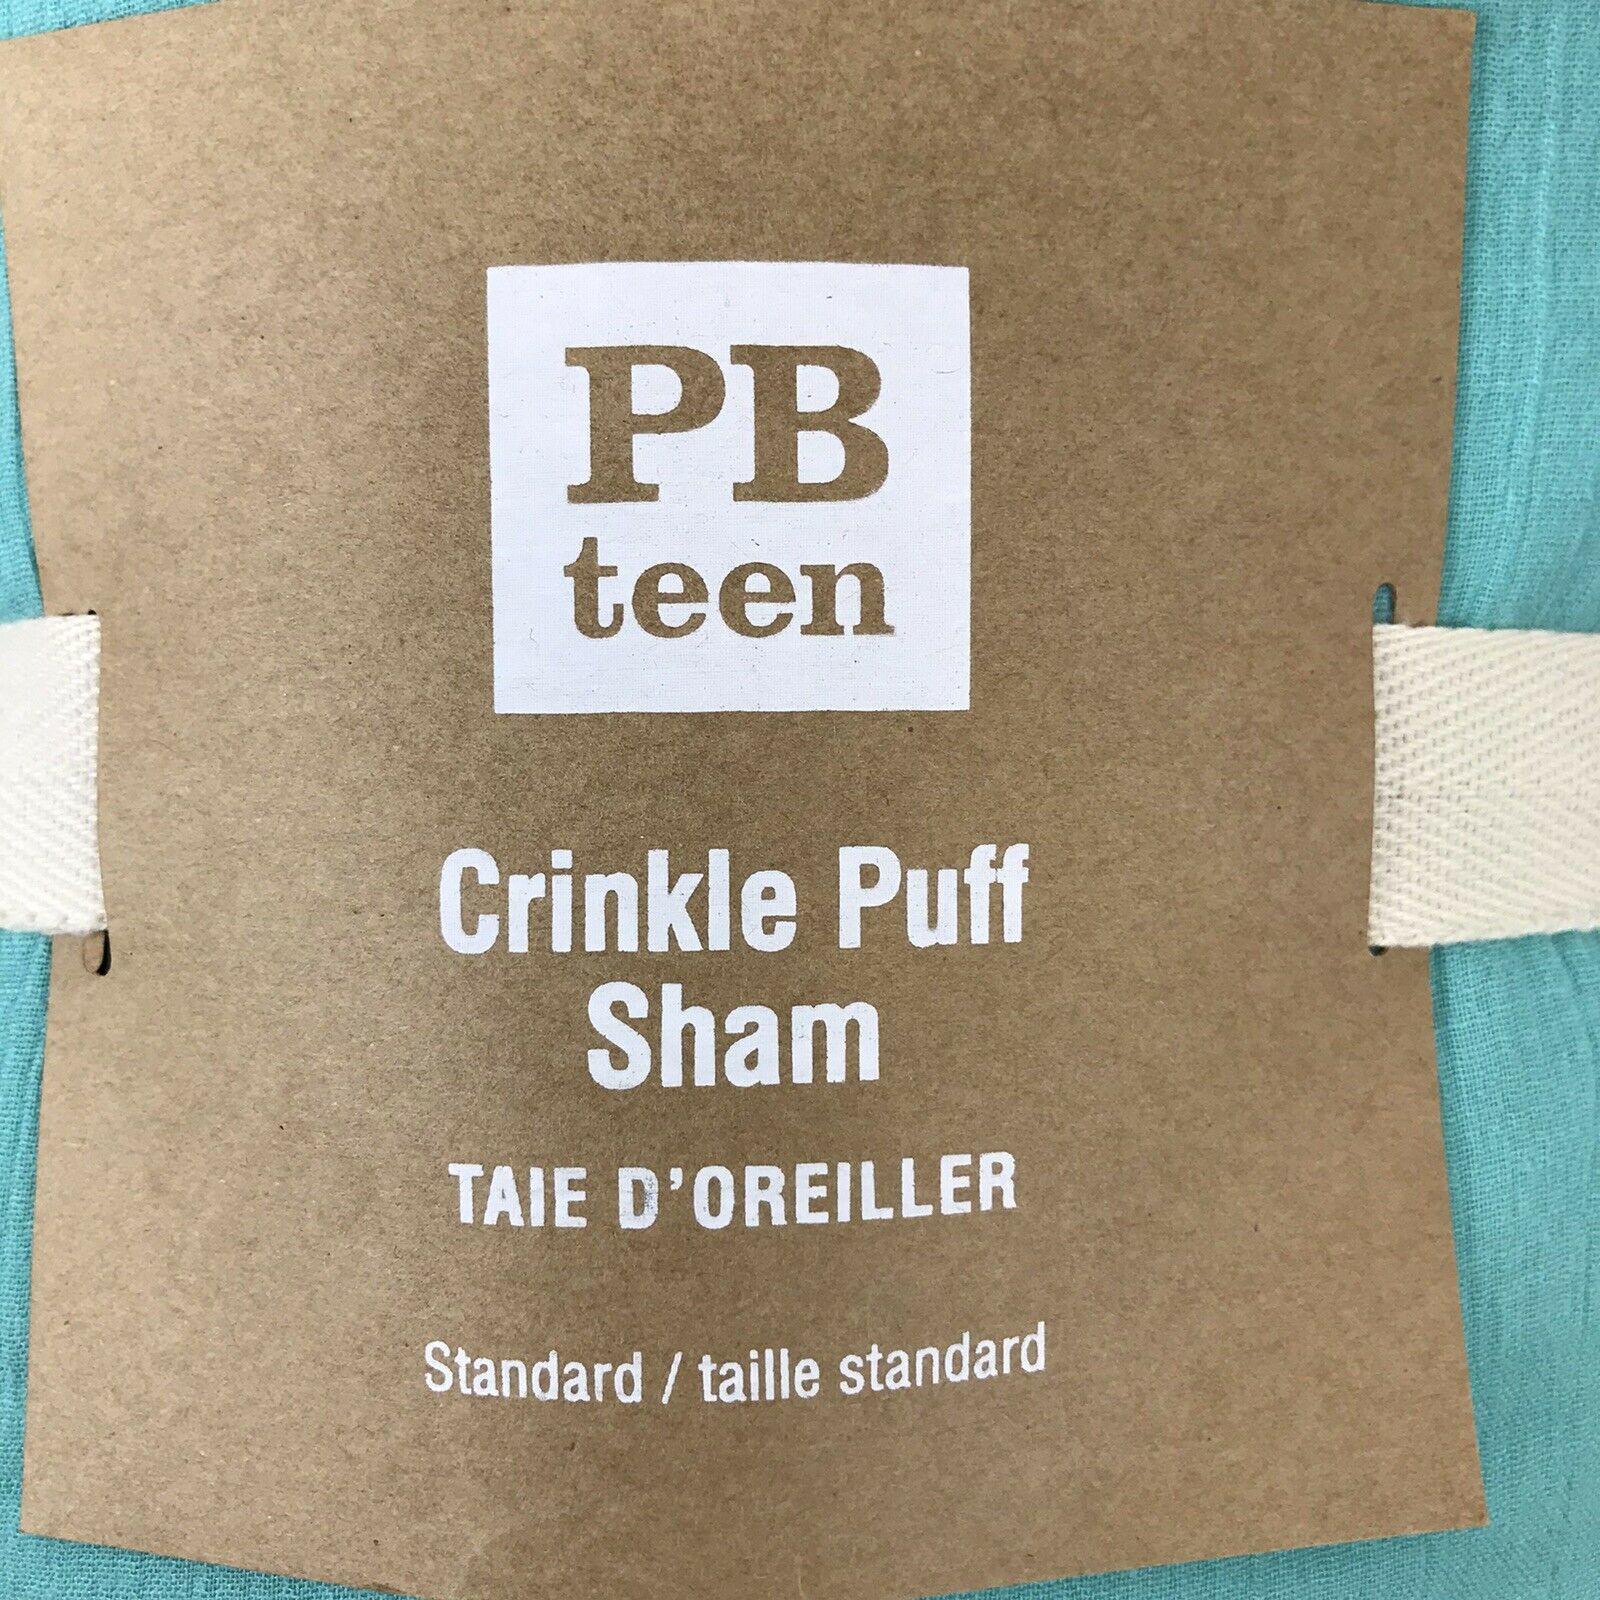 PB
teen
Crinkle Puff
Sham
TAIE D'OREILLER
Standard / taille standard